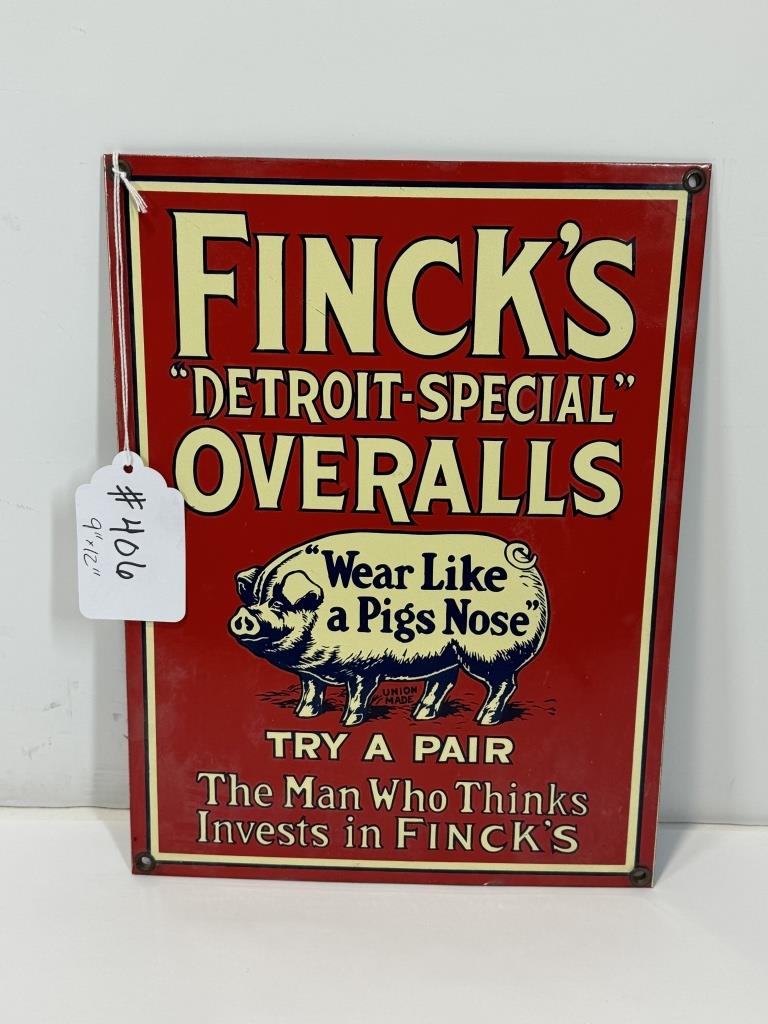 FINCK'S
"DETROIT-SPECIAL"
OVERALLS
"Wear Like
a Pigs Nose"
UNION
MADE
TRY A PAIR
The Man Who Thinks
Invests in FINCK'S
#406
9"x12"